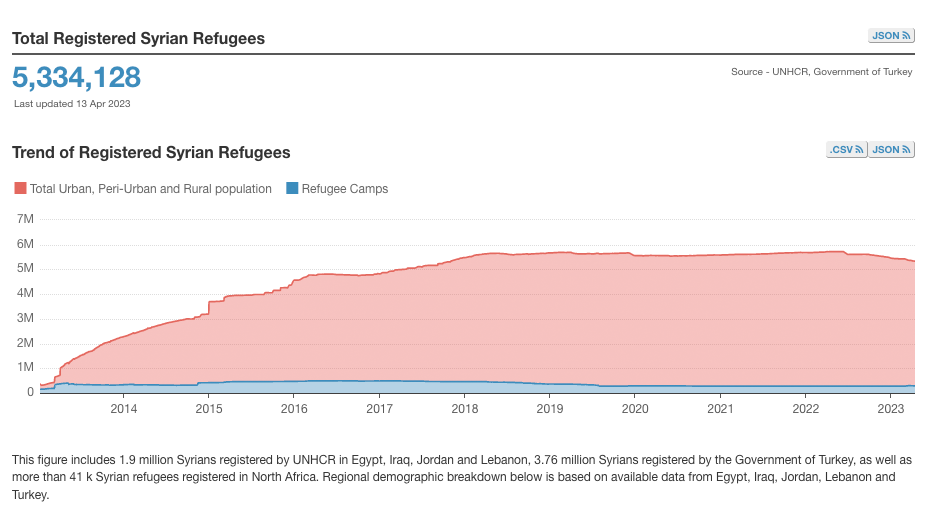 Total Registered Syrian Refugees
JSON
5,334,128
Source - UNHCR, Government of Turkey
Last updated 13 Apr 2023
Trend of Registered Syrian Refugees
.CSV JSON
Total Urban, Peri-Urban and Rural population Refugee Camps
7M
6M
5M
4M
3M
2M
1M
0
2014 2015 2016 2017 2018 2019 2020 2021 2022 2023
This figure includes 1.9 million Syrians registered by UNHCR in Egypt, Iraq, Jordan and Lebanon, 3.76 million Syrians registered by the Government of Turkey, as well as
more than 41 k Syrian refugees registered in North Africa. Regional demographic breakdown below is based on available data from Egypt, Iraq, Jordan, Lebanon and
Turkey.